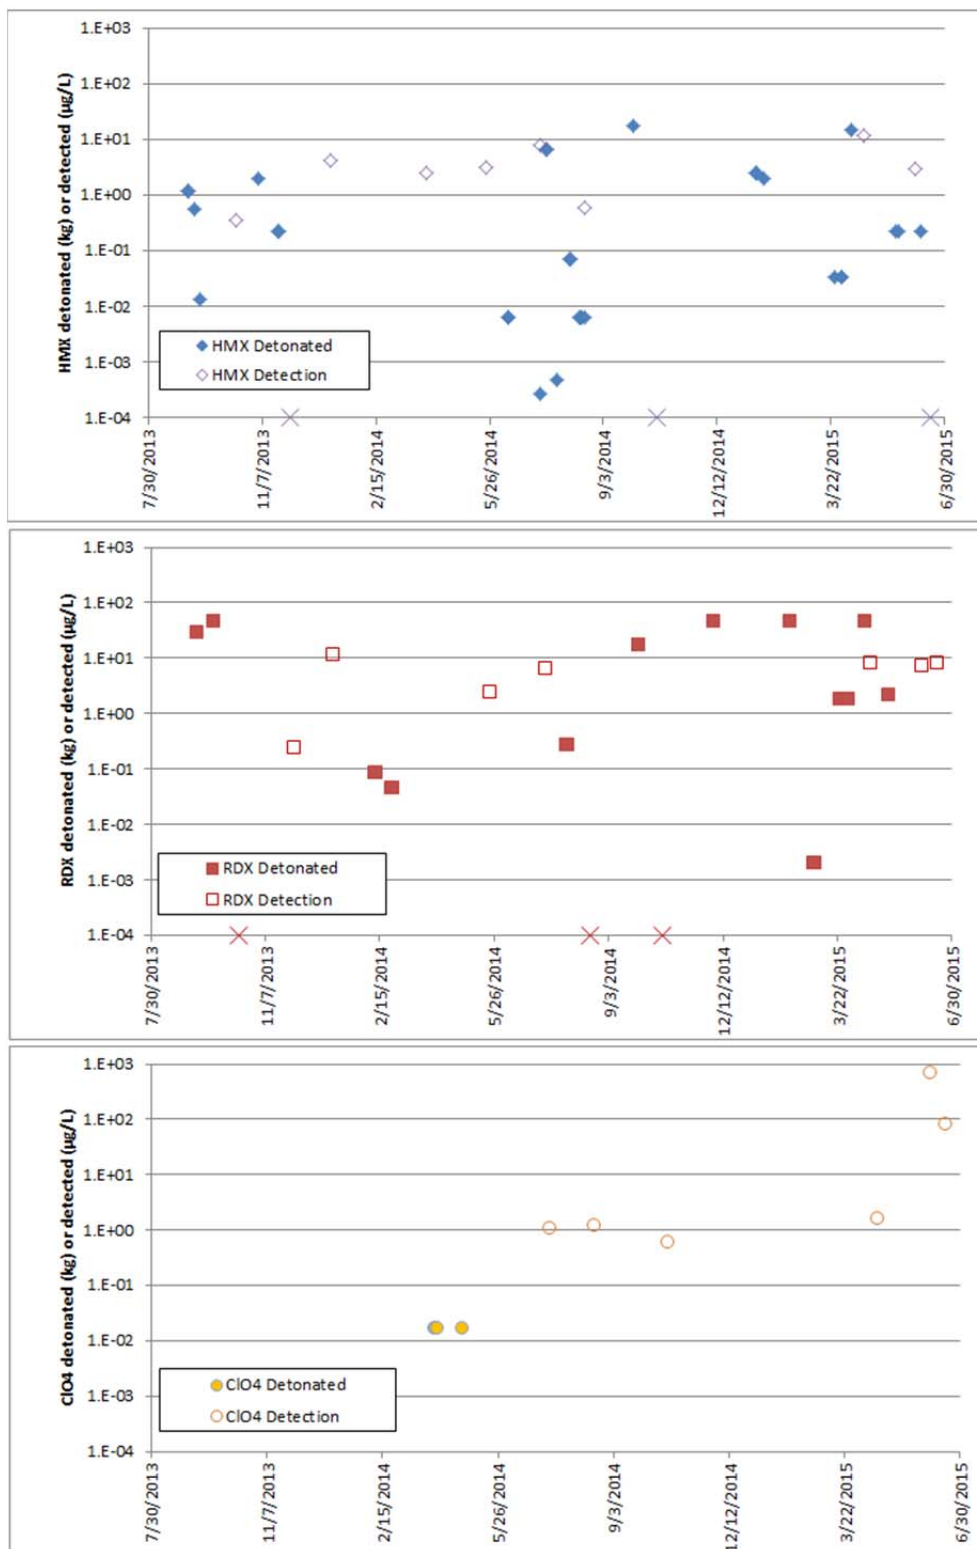 HMX detonated (kg) or detected (µg/L)
1.E+03
1.E+02
1.E+01
1.E+00
1.E-01
1.E-02
1.E-03
1.E-04
HMX Detonated
HMX Detection
7/30/2013
11/7/2013
2/15/2014
5/26/2014
9/3/2014
12/12/2014
3/22/2015
6/30/2015
RDX detonated (kg) or detected (µg/L)
1.E+03
1.E+02
1.E+01
1.E+00
1.E-01
1.E-02
1.E-03
1.E-04
RDX Detonated
RDX Detection
7/30/2013
11/7/2013
2/15/2014
5/26/2014
9/3/2014
12/12/2014
3/22/2015
6/30/2015
ClO4 detonated (kg) or detected (µg/L)
1.E+03
1.E+02
1.E+01
1.E+00
1.E-01
1.E-02
1.E-03
1.E-04
ClO4 Detonated
ClO4 Detection
7/30/2013
11/7/2013
2/15/2014
5/26/2014
9/3/2014
12/12/2014
3/22/2015
6/30/2015